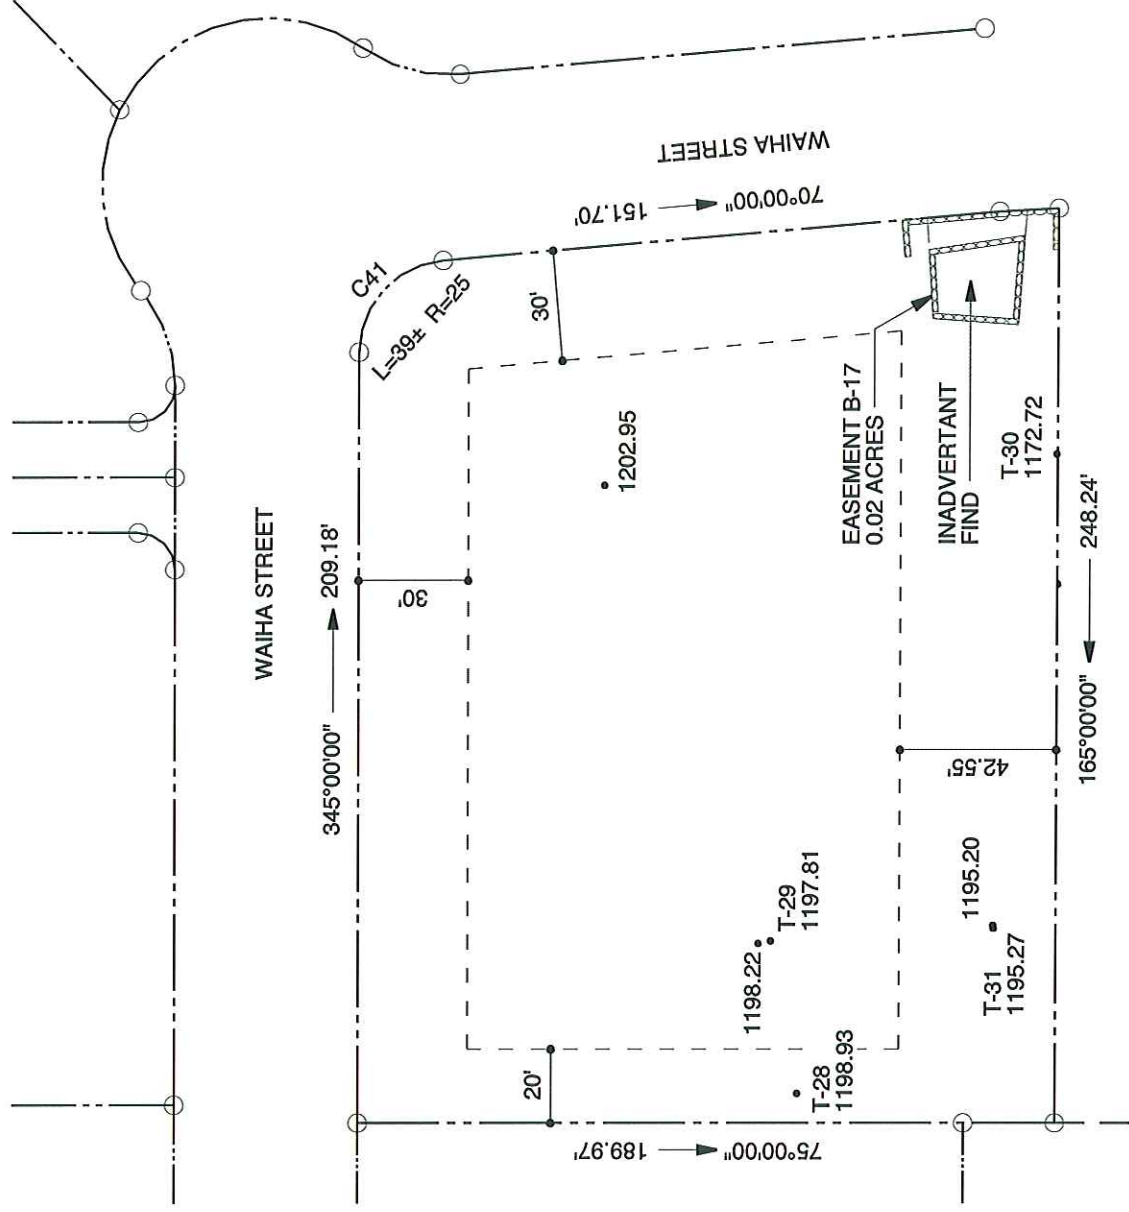 WAIHA STREET
70°00'00" 151.70'
C41
L=39± R=25
30'
EASEMENT B-17
0.02 ACRES
INADVERTANT
FIND
T-30
1172.72
1202.95
WAIHA STREET
345°00'00" 209.18'
30'
165°00'00" 248.24'
42.55'
1198.22
T-29
1197.81
1195.20
T-31
1195.27
20'
T-28
1198.93
75°00'00" 189.97'